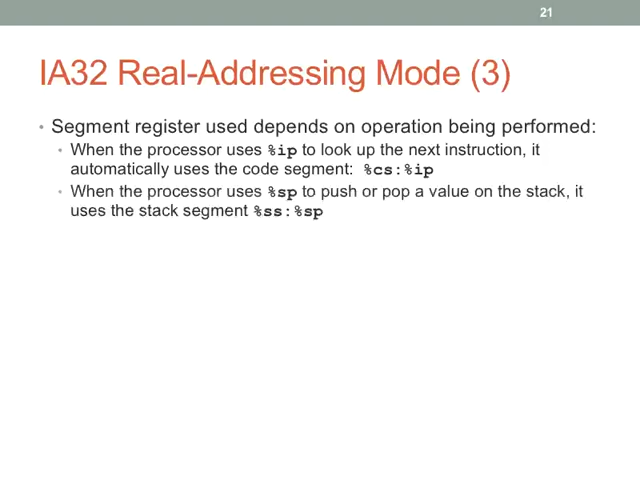 21
IA32 Real-Addressing Mode (3)
• Segment register used depends on operation being performed:
• When the processor uses %ip to look up the next instruction, it
automatically uses the code segment: %cs:%ip
• When the processor uses %sp to push or pop a value on the stack, it
uses the stack segment %ss:%sp